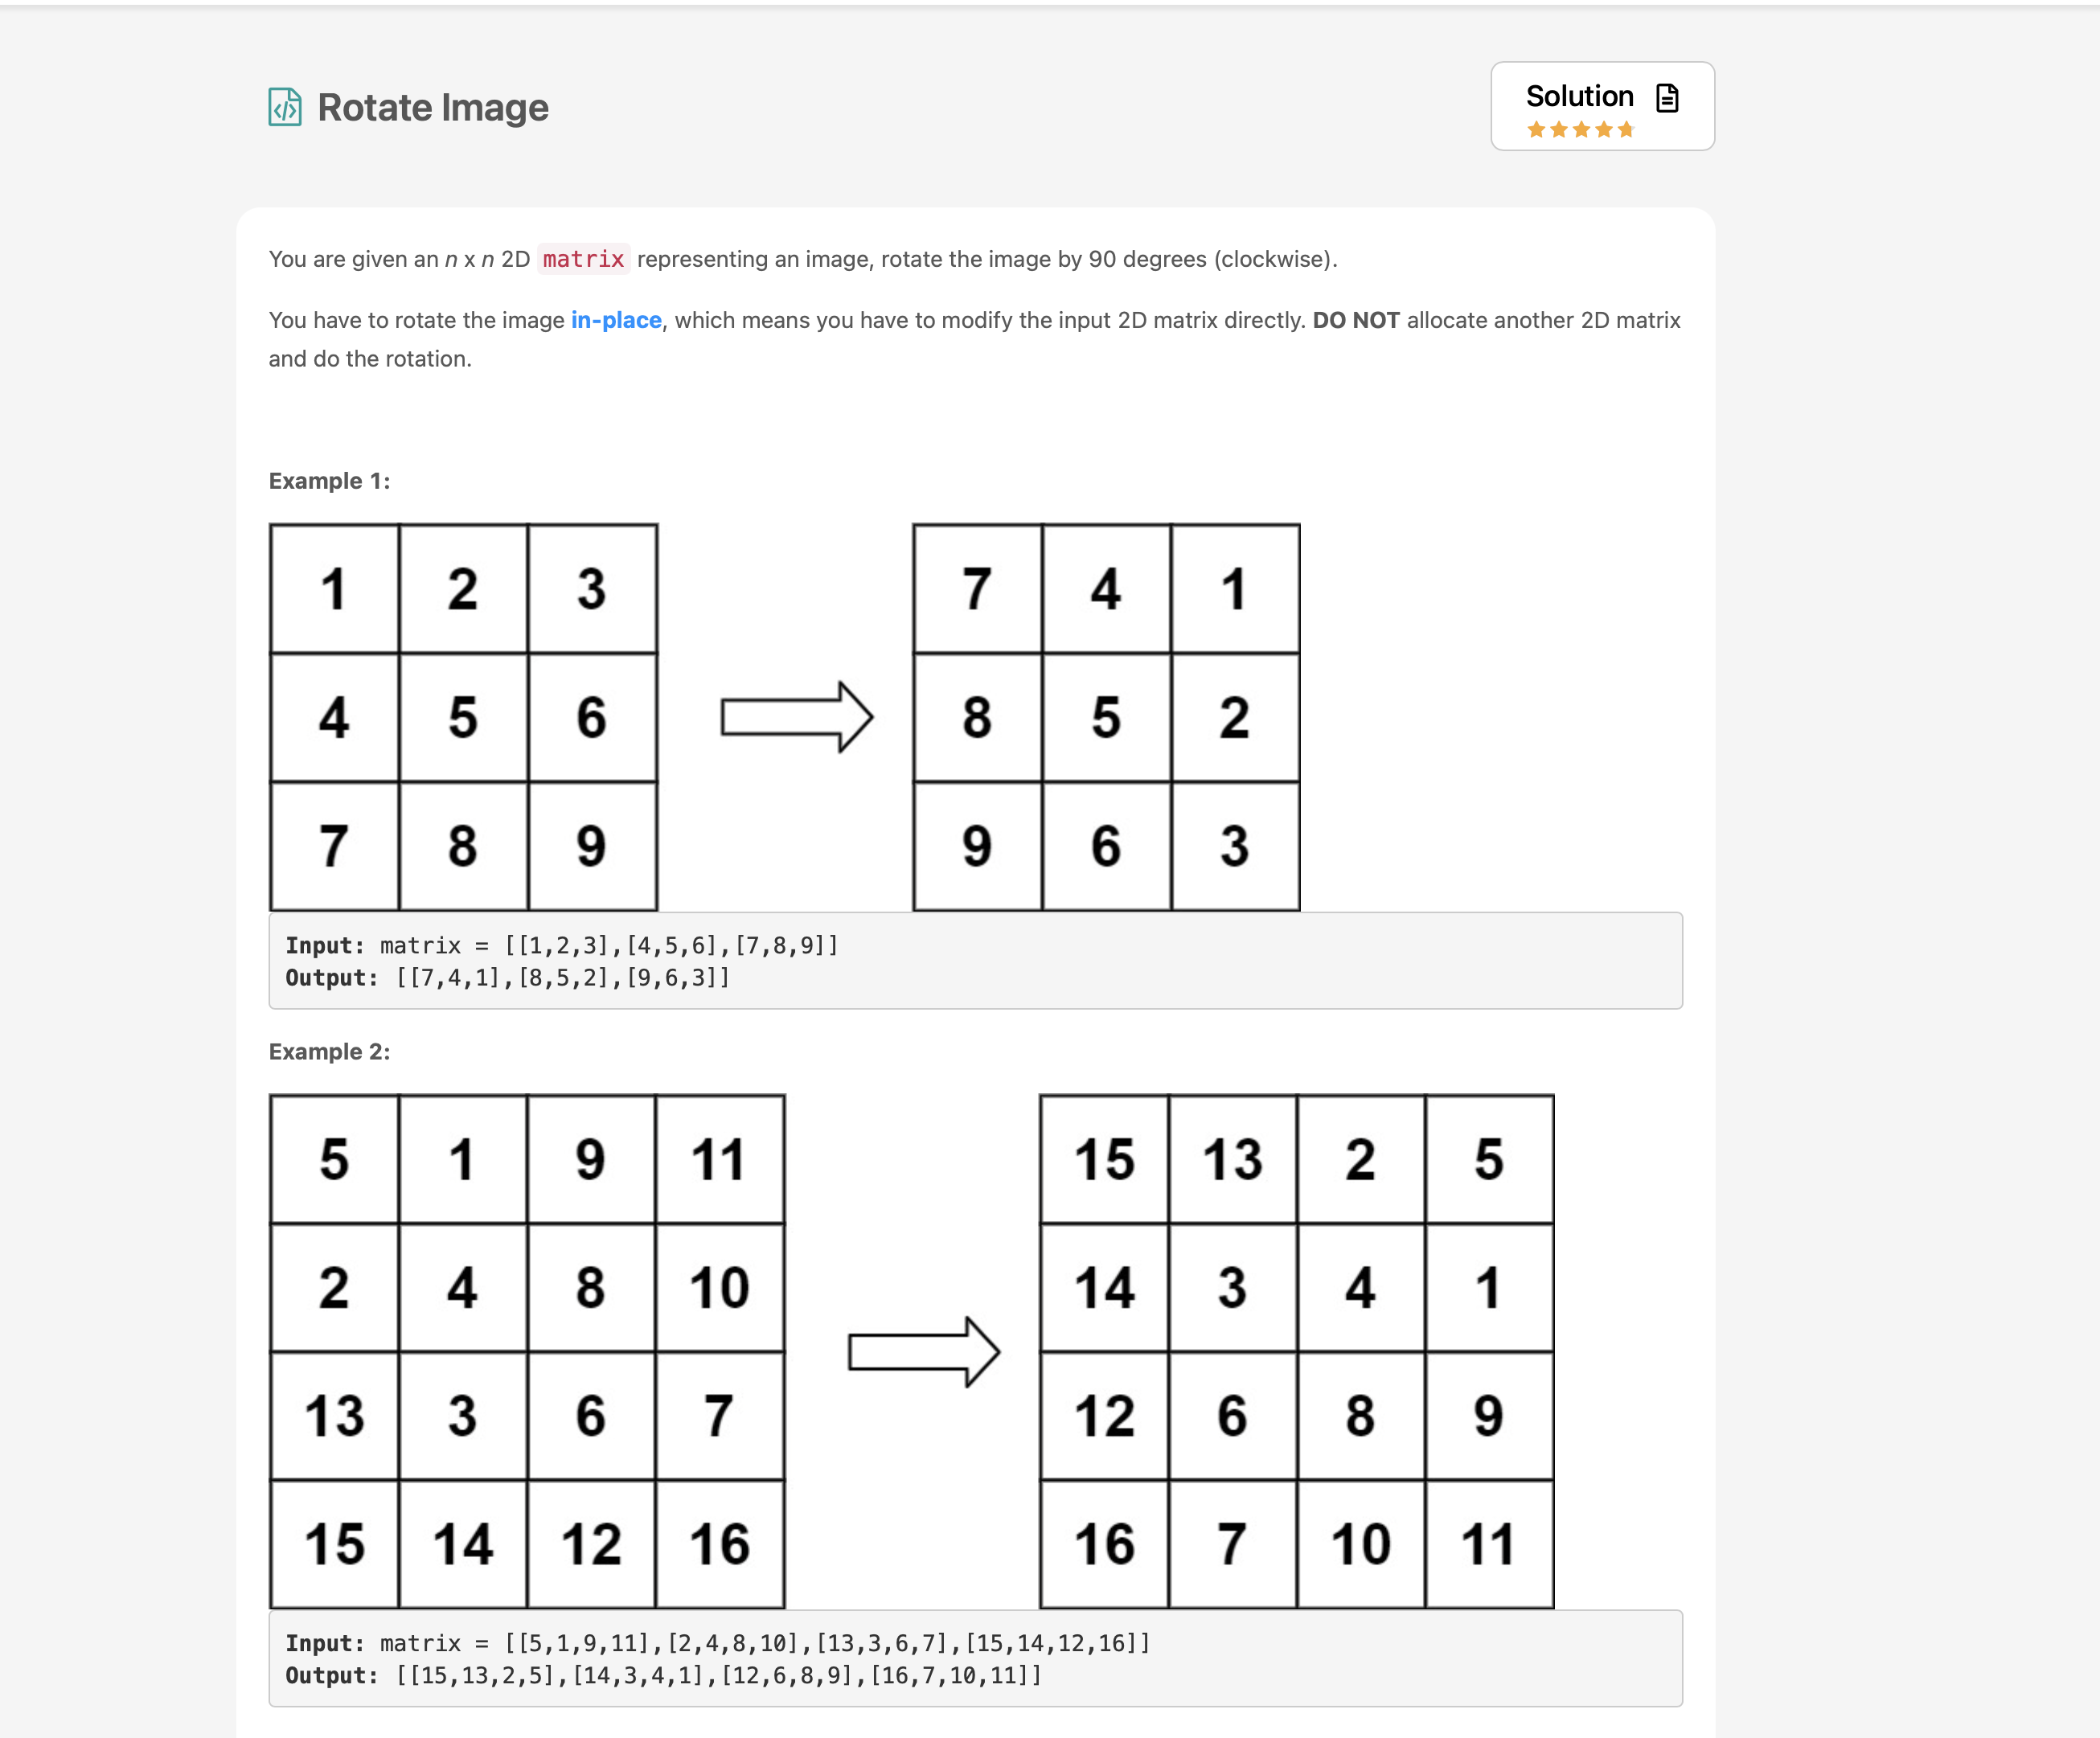 Rotate Image
Solution
You are given an n x n 2D matrix representing an image, rotate the image by 90 degrees (clockwise).
You have to rotate the image in-place, which means you have to modify the input 2D matrix directly. DO NOT allocate another 2D matrix
and do the rotation.
Example 1:
1 2 3 7 4 1
4 5 6 8 5 2
7 8 9 9 6 3
Input: matrix = [[1,2,3],[4,5,6],[7,8,9]]
Output: [[7,4,1],[8,5,2],[9,6,3]]
Example 2:
5 1 9 11 15 13 2 5
2 4 8 10 14 3 4 1
13 3 6 7 12 6 8 9
15 14 12 16 16 7 10 11
Input: matrix = [[5,1,9,11],[2,4,8,10],[13,3,6,7],[15,14,12,16]]
Output: [[15,13,2,5],[14,3,4,1],[12,6,8,9],[16,7,10,11]]